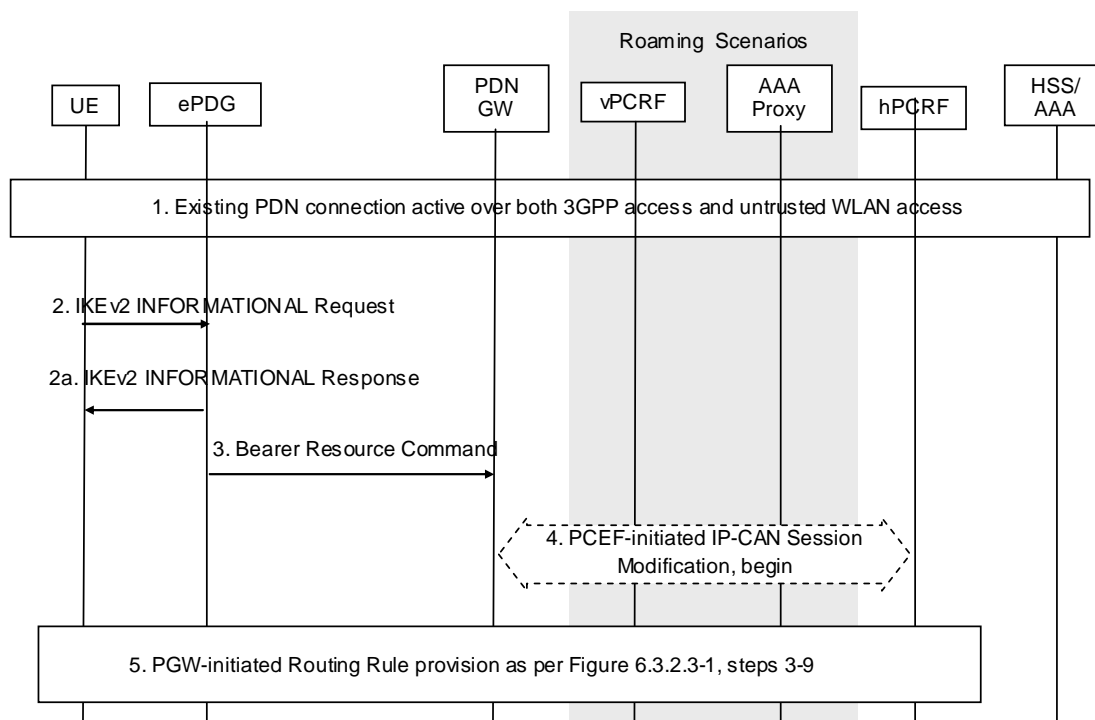 Roaming Scenarios
UE
ePDG
PDN
GW
vPCRF
AAA
Proxy
hPCRF
HSS/
AAA
1. Existing PDN connection active over both 3GPP access and untrusted WLAN access
2. IKEv2 INFORMATIONAL Request
2a. IKEv2 INFORMATIONAL Response
3. Bearer Resource Command
4. PCEF-initiated IP-CAN Session
Modification, begin
5. PGW-initiated Routing Rule provision as per Figure 6.3.2.3-1, steps 3-9